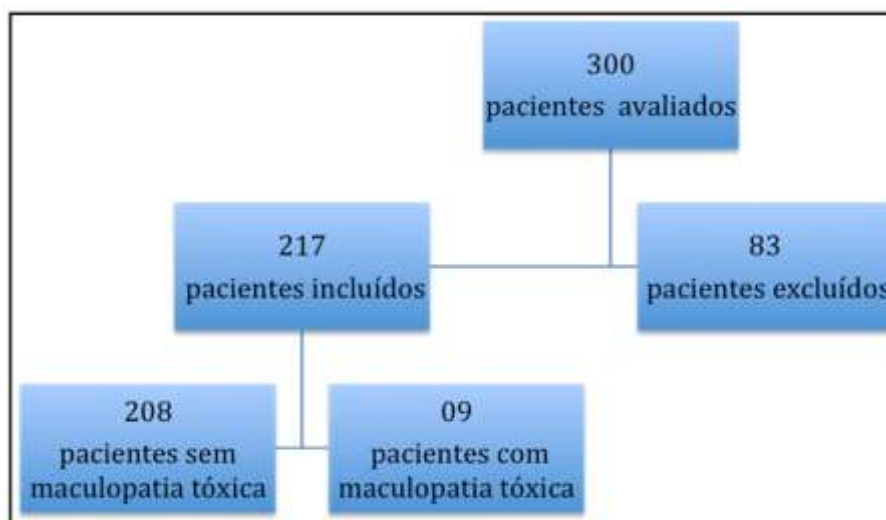 300
pacientes avaliados
217
pacientes incluídos
83
pacientes excluídos
208
pacientes sem
maculopatia tóxica
09
pacientes com
maculopatia tóxica